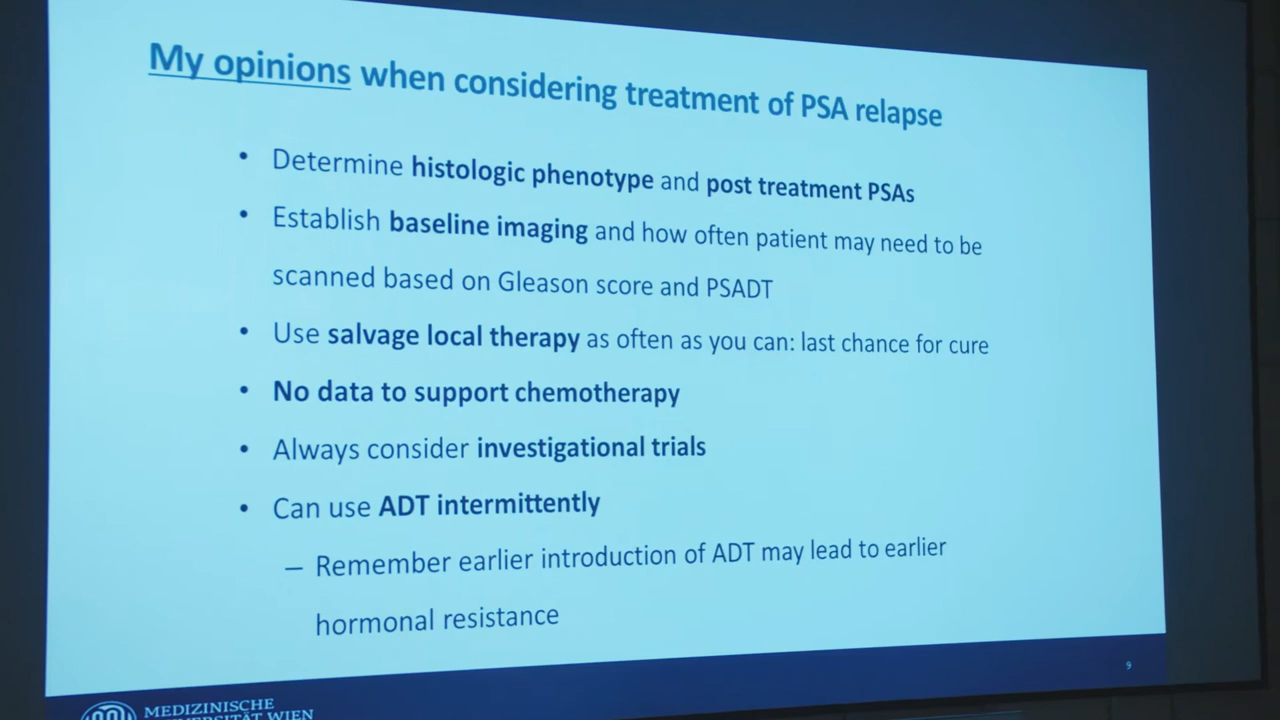 My opinions when considering treatment of PSA relapse
• Determine histologic phenotype and post treatment PSAs
• Establish baseline imaging and how often patient may need to be
scanned based on Gleason score and PSADT
• Use salvage local therapy as often as you can: last chance for cure
• No data to support chemotherapy
• Always consider investigational trials
• Can use ADT intermittently
– Remember earlier introduction of ADT may lead to earlier
hormonal resistance
9
MEDIZINISCHE
UNIVERSITÄT WIEN